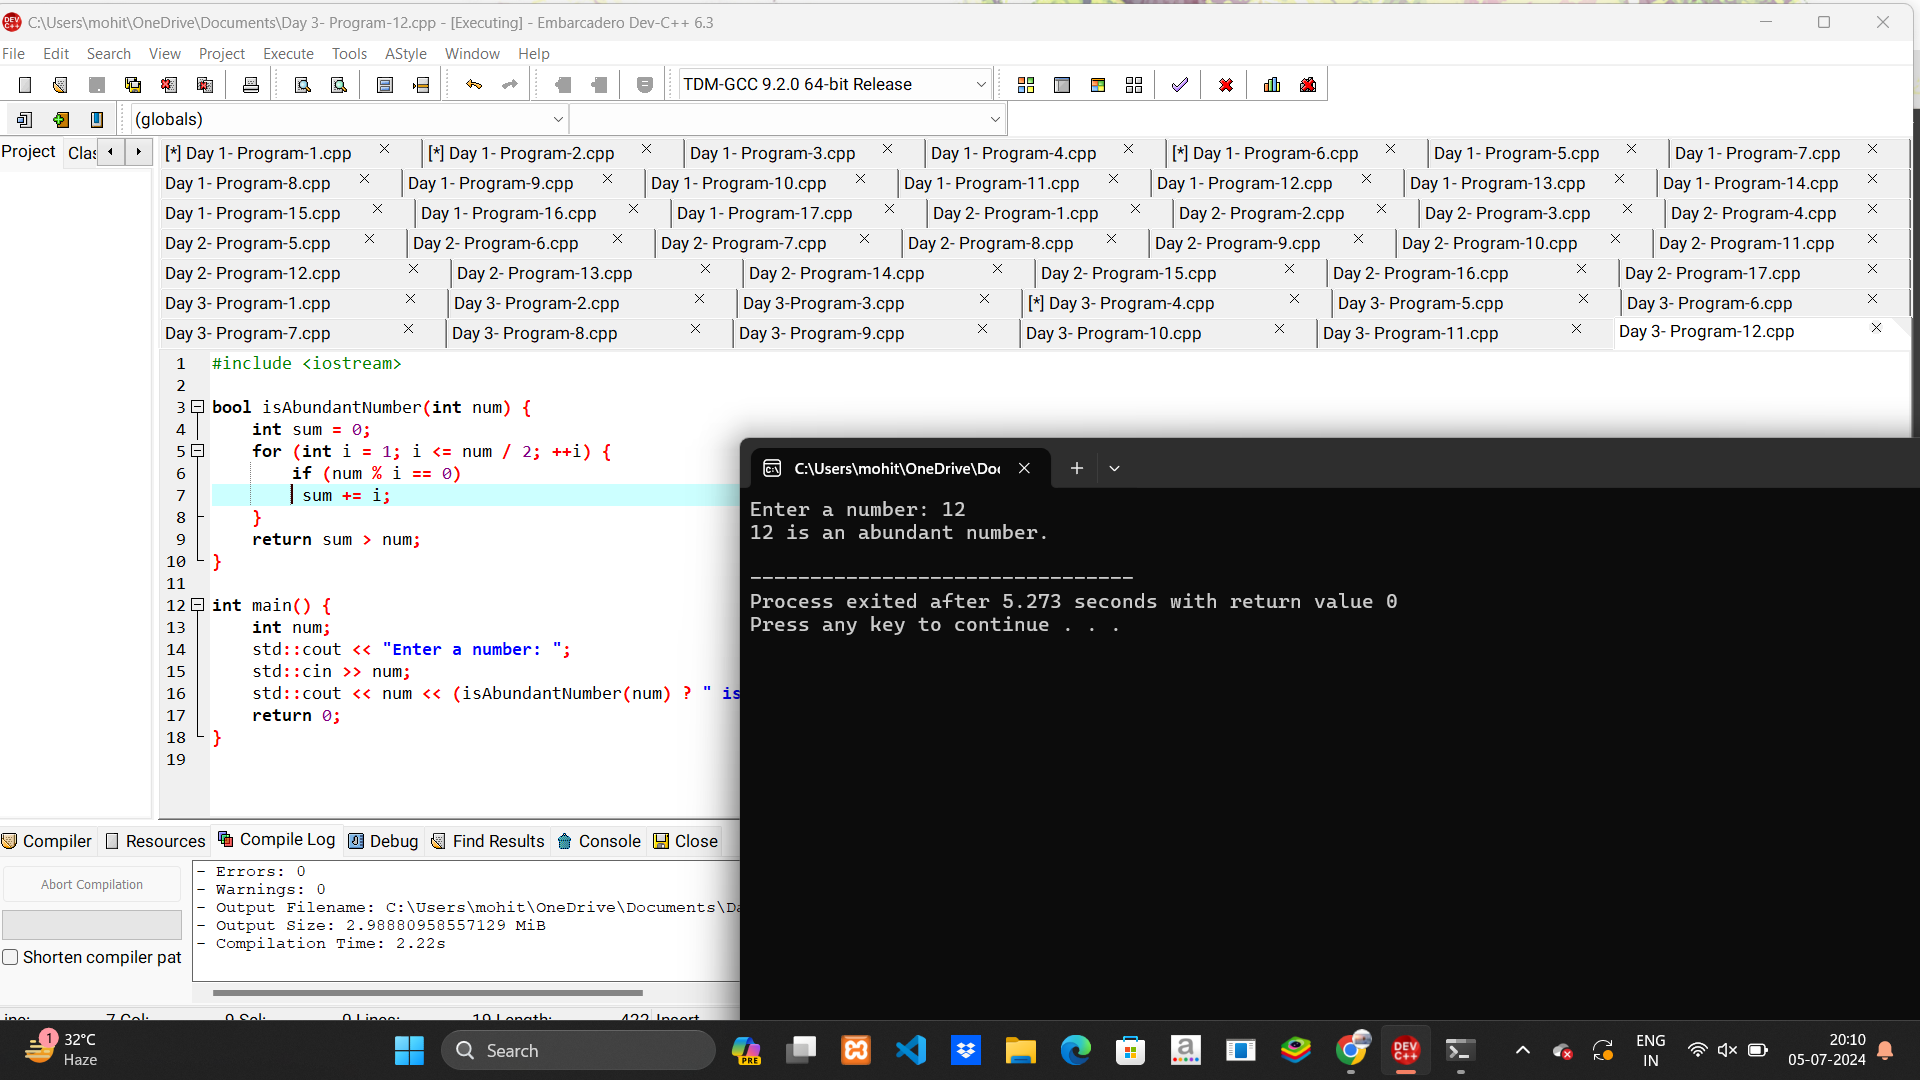 C:\Users\mohit\OneDrive\Documents\Day 3- Program-12.cpp - [Executing] - Embarcadero Dev-C++ 6.3
File Edit Search View Project Execute Tools AStyle Window Help
TDM-GCC 9.2.0 64-bit Release
(globals)
Project Clas
[*] Day 1- Program-1.cpp [*] Day 1- Program-2.cpp Day 1- Program-3.cpp Day 1- Program-4.cpp [*] Day 1- Program-6.cpp Day 1- Program-5.cpp Day 1- Program-7.cpp
Day 1- Program-8.cpp Day 1- Program-9.cpp Day 1- Program-10.cpp Day 1- Program-11.cpp Day 1- Program-12.cpp Day 1- Program-13.cpp Day 1- Program-14.cpp
Day 1- Program-15.cpp Day 1- Program-16.cpp Day 1- Program-17.cpp Day 2- Program-1.cpp Day 2- Program-2.cpp Day 2- Program-3.cpp Day 2- Program-4.cpp
Day 2- Program-5.cpp Day 2- Program-6.cpp Day 2- Program-7.cpp Day 2- Program-8.cpp Day 2- Program-9.cpp Day 2- Program-10.cpp Day 2- Program-11.cpp
Day 2- Program-12.cpp Day 2- Program-13.cpp Day 2- Program-14.cpp Day 2- Program-15.cpp Day 2- Program-16.cpp Day 2- Program-17.cpp
Day 3- Program-1.cpp Day 3- Program-2.cpp Day 3-Program-3.cpp [*] Day 3- Program-4.cpp Day 3- Program-5.cpp Day 3- Program-6.cpp
Day 3- Program-7.cpp Day 3- Program-8.cpp Day 3- Program-9.cpp Day 3- Program-10.cpp Day 3- Program-11.cpp Day 3- Program-12.cpp
1 #include <iostream>
2
3 bool isAbundantNumber(int num) {
4 int sum = 0;
5 for (int i = 1; i <= num / 2; ++i) {
6 if (num % i == 0)
7 sum += i;
8 }
9 return sum > num;
10 }
11
12 int main() {
13 int num;
14 std::cout << "Enter a number: ";
15 std::cin >> num;
16 std::cout << num << (isAbundantNumber(num) ? " is
17 return 0;
18 }
19
C:\Users\mohit\OneDrive\Doc
Enter a number: 12
12 is an abundant number.
--------------------------------
Process exited after 5.273 seconds with return value 0
Press any key to continue . . .
Compiler Resources Compile Log Debug Find Results Console Close
Abort Compilation
Shorten compiler pat
- Errors: 0
- Warnings: 0
- Output Filename: C:\Users\mohit\OneDrive\Documents\Da
- Output Size: 2.98880958557129 MiB
- Compilation Time: 2.22s
7 Col: 9 Sel: 0 Lines: 19 Length: 422 Insert
1
32°C
Haze
Search
PRE
DEV C++
ENG
IN
20:10
05-07-2024